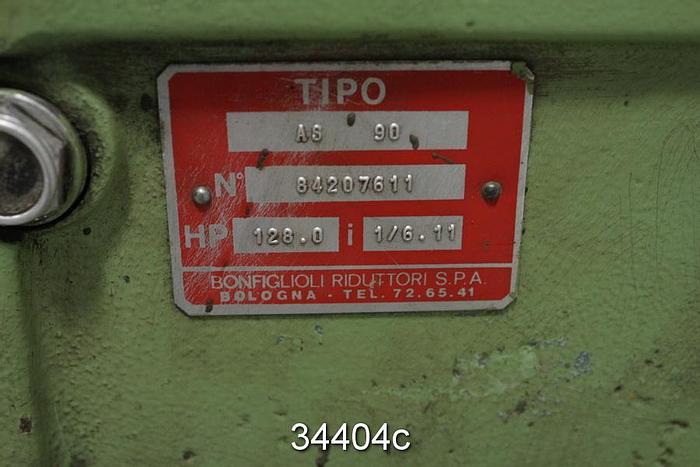 TIPO
AS 90
N° 84207611
HP 128.0 i 1/6.11
BONFIGLIOLI RIDUTTORI S.P.A.
BOLOGNA - TEL. 72.65.41
34404c